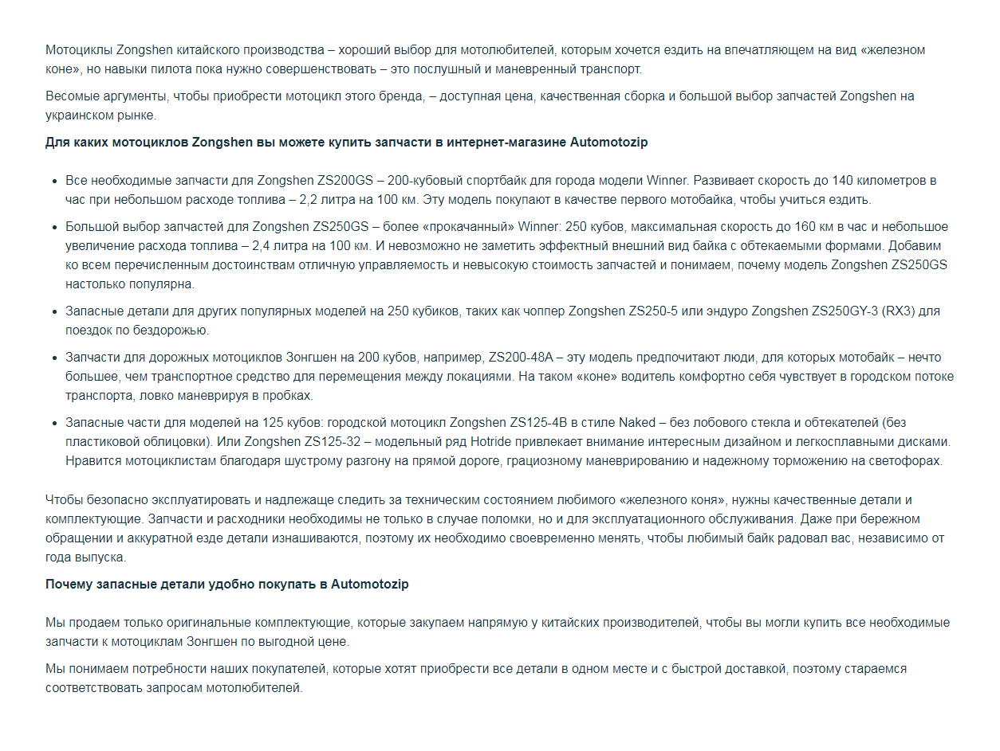 Мотоциклы Zongshen китайского производства – хороший выбор для мотолюбителей, которым хочется ездить на впечатляющем на вид «железном
коне», но навыки пилота пока нужно совершенствовать – это послушный и маневренный транспорт.
Весомые аргументы, чтобы приобрести мотоцикл этого бренда, – доступная цена, качественная сборка и большой выбор запчастей Zongshen на
украинском рынке.
Для каких мотоциклов Zongshen вы можете купить запчасти в интернет-магазине Automotozip
• Все необходимые запчасти для Zongshen ZS200GS – 200-кубовый спортбайк для города модели Winner. Развивает скорость до 140 километров в
час при небольшом расходе топлива – 2,2 литра на 100 км. Эту модель покупают в качестве первого мотобайка, чтобы учиться ездить.
• Большой выбор запчастей для Zongshen ZS250GS – более «прокачанный» Winner: 250 кубов, максимальная скорость до 160 км в час и небольшое
увеличение расхода топлива – 2,4 литра на 100 км. И невозможно не заметить эффектный внешний вид байка с обтекаемыми формами. Добавим
ко всем перечисленным достоинствам отличную управляемость и невысокую стоимость запчастей и понимаем, почему модель Zongshen ZS250GS
настолько популярна.
• Запасные детали для других популярных моделей на 250 кубиков, таких как чоппер Zongshen ZS250-5 или эндуро Zongshen ZS250GY-3 (RX3) для
поездок по бездорожью.
• Запчасти для дорожных мотоциклов Зонгшен на 200 кубов, например, ZS200-48A – эту модель предпочитают люди, для которых мотобайк – нечто
большее, чем транспортное средство для перемещения между локациями. На таком «коне» водитель комфортно себя чувствует в городском потоке
транспорта, ловко маневрируя в пробках.
• Запасные части для моделей на 125 кубов: городской мотоцикл Zongshen ZS125-4B в стиле Naked – без лобового стекла и обтекателей (без
пластиковой облицовки). Или Zongshen ZS125-32 – модельный ряд Hotride привлекает внимание интересным дизайном и легкосплавными дисками.
Нравится мотоциклистам благодаря шустрому разгону на прямой дороге, грациозному маневрированию и надежному торможению на светофорах.
Чтобы безопасно эксплуатировать и надлежаще следить за техническим состоянием любимого «железного коня», нужны качественные детали и
комплектующие. Запчасти и расходники необходимы не только в случае поломки, но и для эксплуатационного обслуживания. Даже при бережном
обращении и аккуратной езде детали изнашиваются, поэтому их необходимо своевременно менять, чтобы любимый байк радовал вас, независимо от
года выпуска.
Почему запасные детали удобно покупать в Automotozip
Мы продаем только оригинальные комплектующие, которые закупаем напрямую у китайских производителей, чтобы вы могли купить все необходимые
запчасти к мотоциклам Зонгшен по выгодной цене.
Мы понимаем потребности наших покупателей, которые хотят приобрести все детали в одном месте и с быстрой доставкой, поэтому стараемся
соответствовать запросам мотолюбителей.